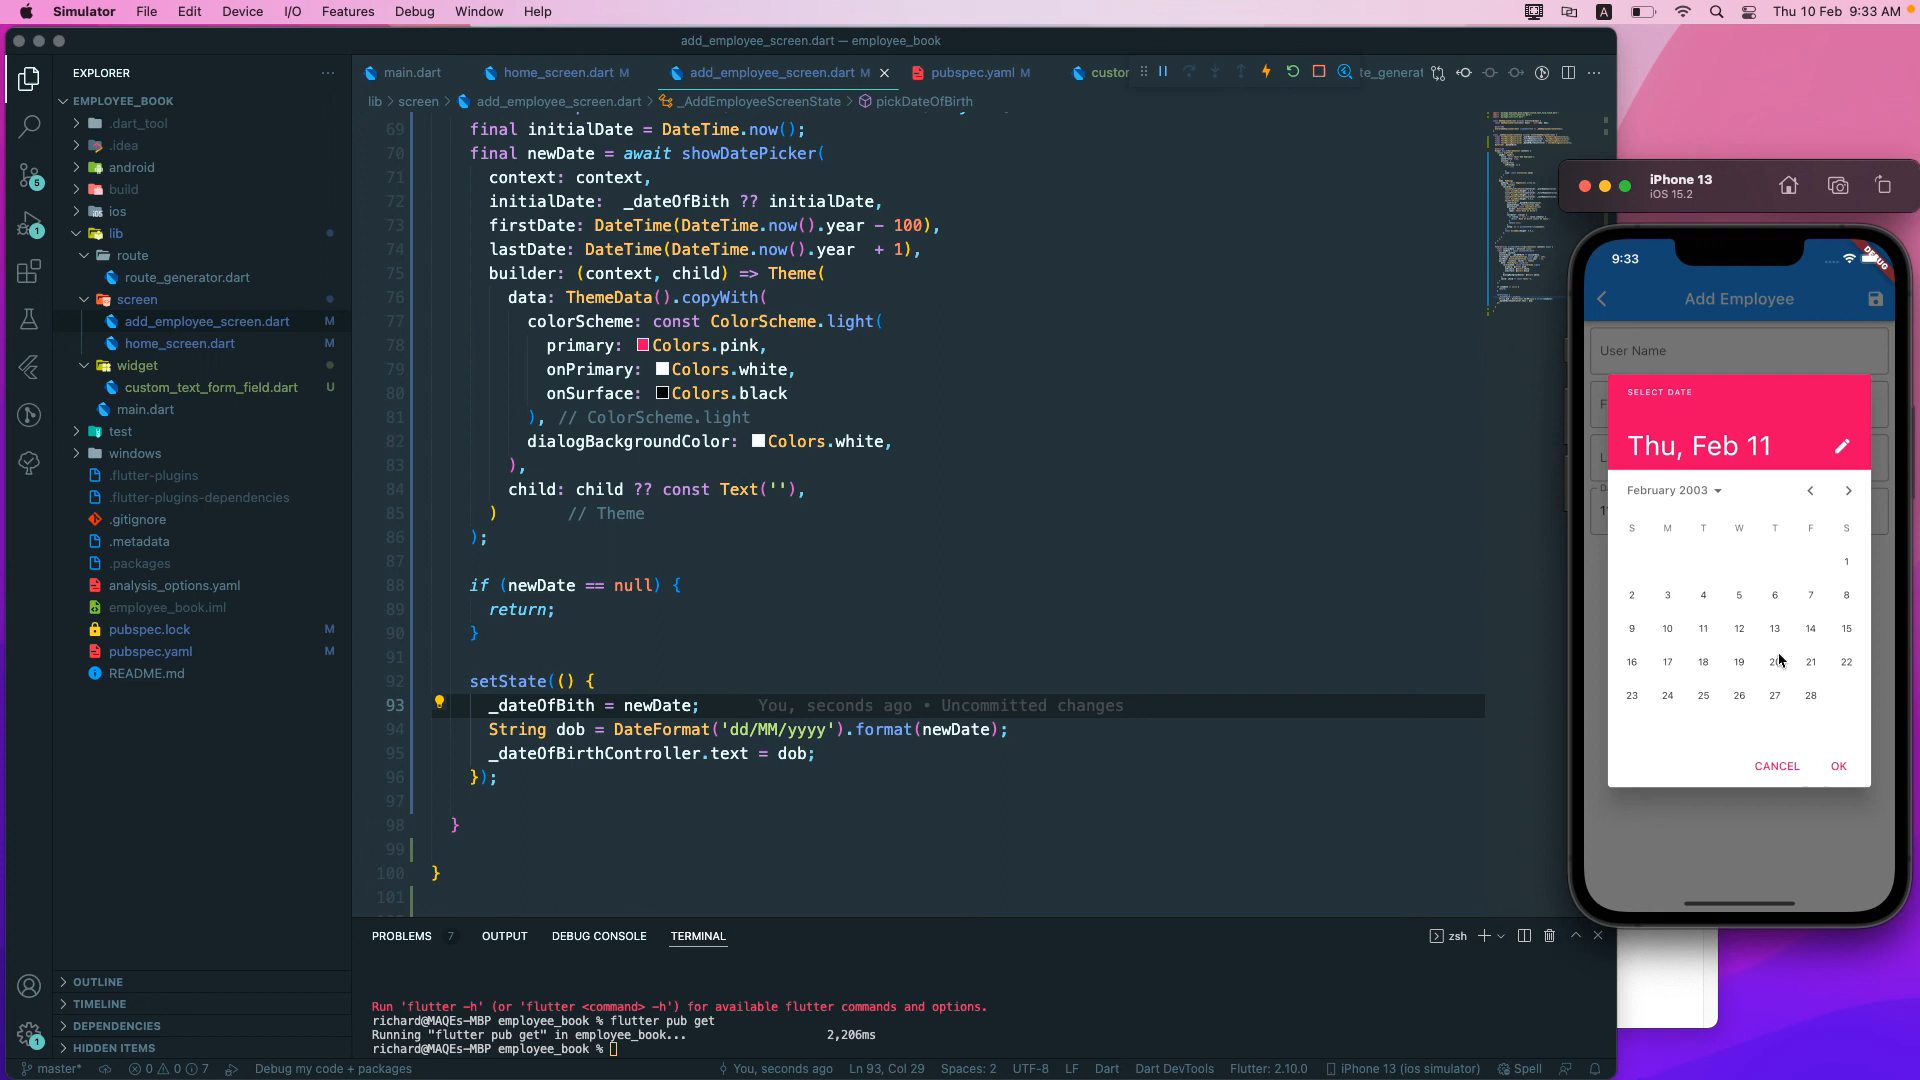 Simulator File Edit Device I/O Features Debug Window Help
A Thu 10 Feb 9:33 AM
add_employee_screen.dart — employee_book
EXPLORER
EMPLOYEE_BOOK
.dart_tool
.idea
android
build
ios
lib
route
route_generator.dart
screen
add_employee_screen.dart M
home_screen.dart M
widget
custom_text_form_field.dart U
main.dart
test
windows
.flutter-plugins
.flutter-plugins-dependencies
.gitignore
.metadata
.packages
analysis_options.yaml
employee_book.iml
pubspec.lock M
pubspec.yaml M
README.md
OUTLINE
TIMELINE
DEPENDENCIES
HIDDEN ITEMS
5
1
1
main.dart home_screen.dart M add_employee_screen.dart M pubspec.yaml M custo te_generat
lib > screen > add_employee_screen.dart > _AddEmployeeScreenState > pickDateOfBirth
69 final initialDate = DateTime.now();
70 final newDate = await showDatePicker(
71 context: context,
72 initialDate: _dateOfBith ?? initialDate,
73 firstDate: DateTime(DateTime.now().year - 100),
74 lastDate: DateTime(DateTime.now().year + 1),
75 builder: (context, child) => Theme(
76 data: ThemeData().copyWith(
77 colorScheme: const ColorScheme.light(
78 primary: Colors.pink,
79 onPrimary: Colors.white,
80 onSurface: Colors.black
81 ), // ColorScheme.light
82 dialogBackgroundColor: Colors.white,
83 ),
84 child: child ?? const Text(''),
85 ) // Theme
86 );
87
88 if (newDate == null) {
89 return;
90 }
91
92 setState(() {
93 _dateOfBith = newDate; You, seconds ago • Uncommitted changes
94 String dob = DateFormat('dd/MM/yyyy').format(newDate);
95 _dateOfBirthController.text = dob;
96 });
97
98 }
99
100 }
101
PROBLEMS 7 OUTPUT DEBUG CONSOLE TERMINAL
zsh
Run 'flutter -h' (or 'flutter <command> -h') for available flutter commands and options.
richard@MAQEs-MBP employee_book % flutter pub get
Running "flutter pub get" in employee_book... 2,206ms
richard@MAQEs-MBP employee_book %
master* 0 0 7 Debug my code + packages You, seconds ago Ln 93, Col 29 Spaces: 2 UTF-8 LF Dart Dart DevTools Flutter: 2.10.0 iPhone 13 (ios simulator) Spell
iPhone 13
iOS 15.2
9:33
DEBUG
Add Employee
User Name
SELECT DATE
Thu, Feb 11
February 2003
S M T W T F S
1
2 3 4 5 6 7 8
9 10 11 12 13 14 15
16 17 18 19 20 21 22
23 24 25 26 27 28
CANCEL OK